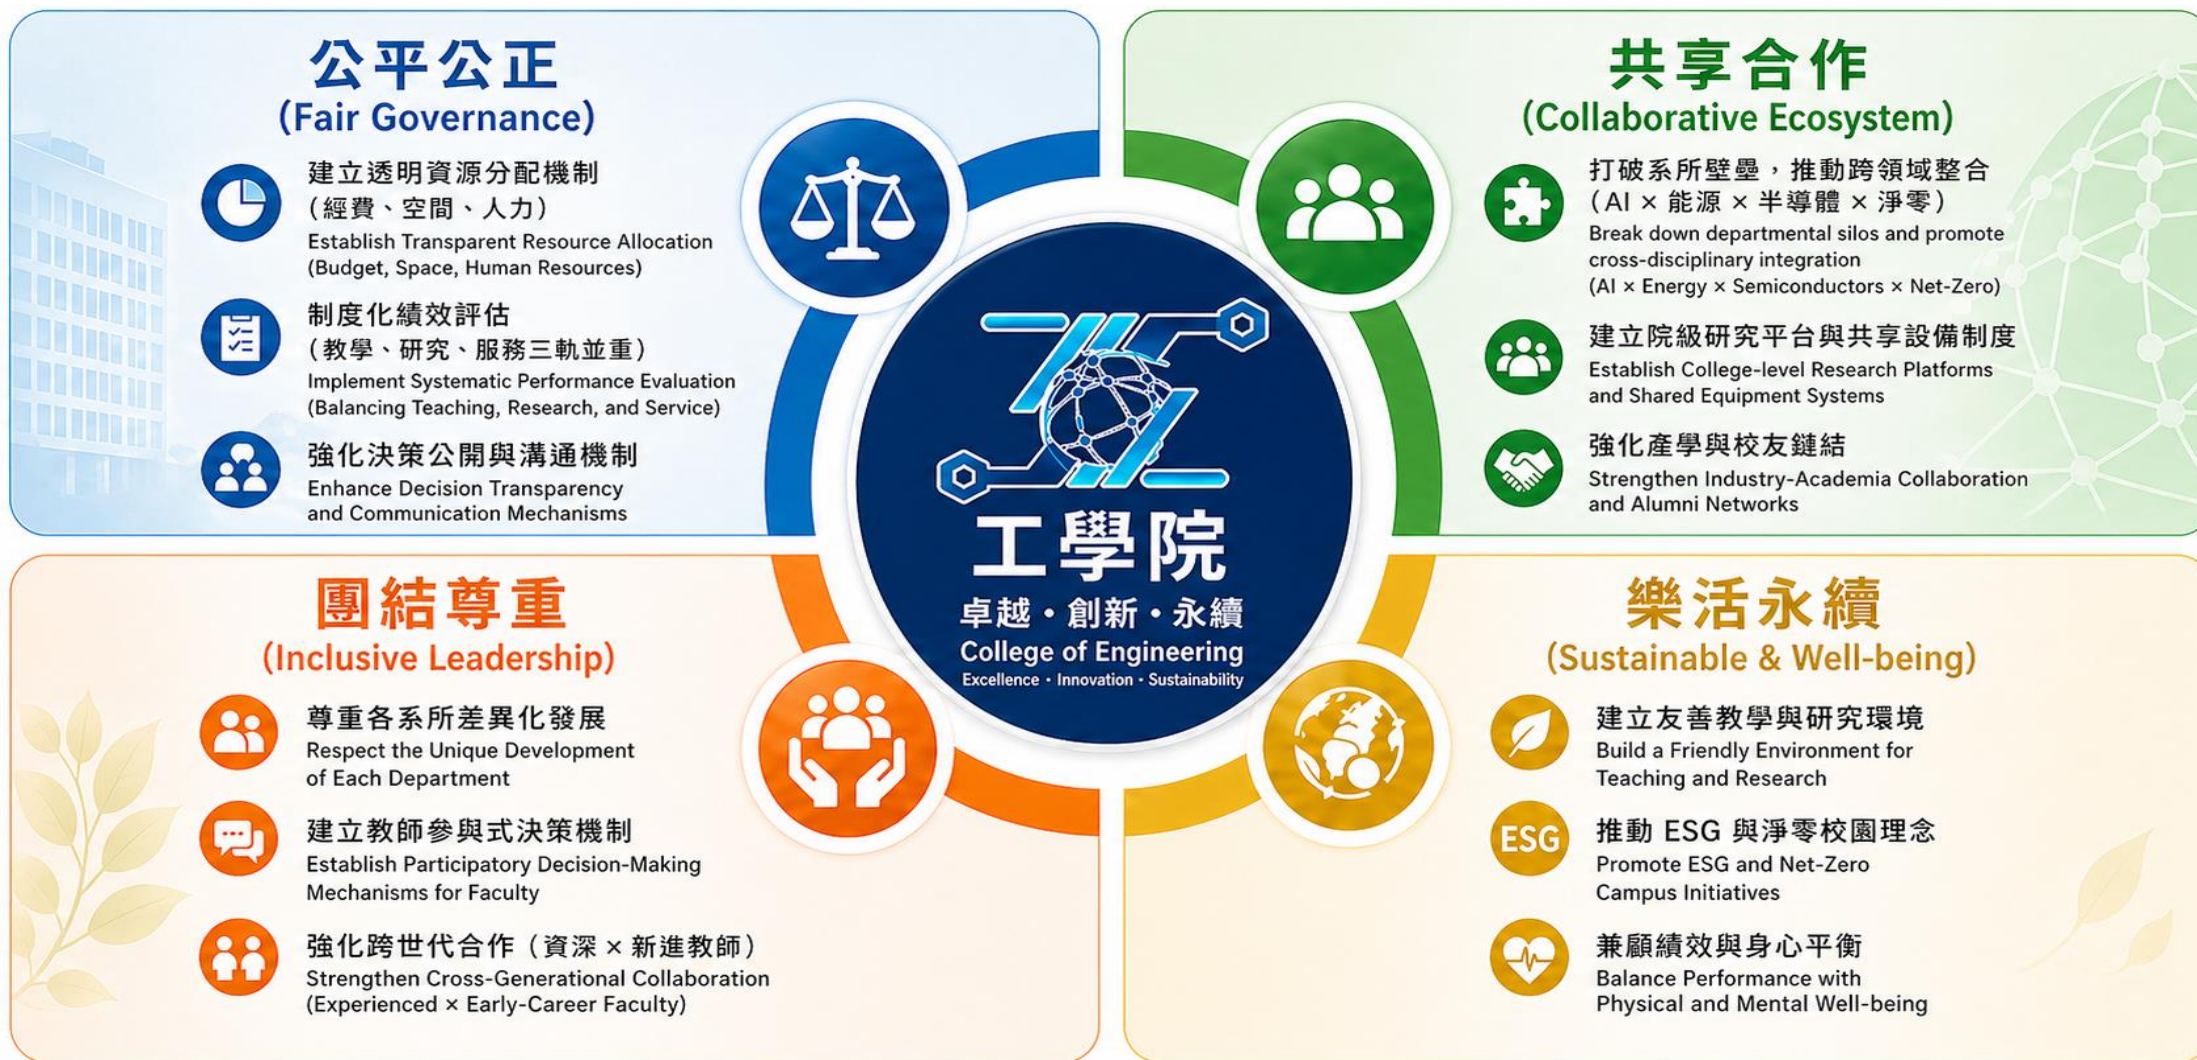 公平公正
(Fair Governance)
建立透明資源分配機制
（經費、空間、人力）
Establish Transparent Resource Allocation
(Budget, Space, Human Resources)
制度化績效評估
（教學、研究、服務三軌並重）
Implement Systematic Performance Evaluation
(Balancing Teaching, Research, and Service)
強化決策公開與溝通機制
Enhance Decision Transparency
and Communication Mechanisms
共享合作
(Collaborative Ecosystem)
打破系所壁壘，推動跨領域整合
（AI × 能源 × 半導體 × 淨零）
Break down departmental silos and promote
cross-disciplinary integration
(AI × Energy × Semiconductors × Net-Zero)
建立院級研究平台與共享設備制度
Establish College-level Research Platforms
and Shared Equipment Systems
強化產學與校友鏈結
Strengthen Industry-Academia Collaboration
and Alumni Networks
工學院
卓越・創新・永續
College of Engineering
Excellence・Innovation・Sustainability
團結尊重
(Inclusive Leadership)
尊重各系所差異化發展
Respect the Unique Development
of Each Department
建立教師參與式決策機制
Establish Participatory Decision-Making
Mechanisms for Faculty
強化跨世代合作（資深 × 新進教師）
Strengthen Cross-Generational Collaboration
(Experienced × Early-Career Faculty)
樂活永續
(Sustainable & Well-being)
建立友善教學與研究環境
Build a Friendly Environment for
Teaching and Research
ESG
推動 ESG 與淨零校園理念
Promote ESG and Net-Zero
Campus Initiatives
兼顧績效與身心平衡
Balance Performance with
Physical and Mental Well-being